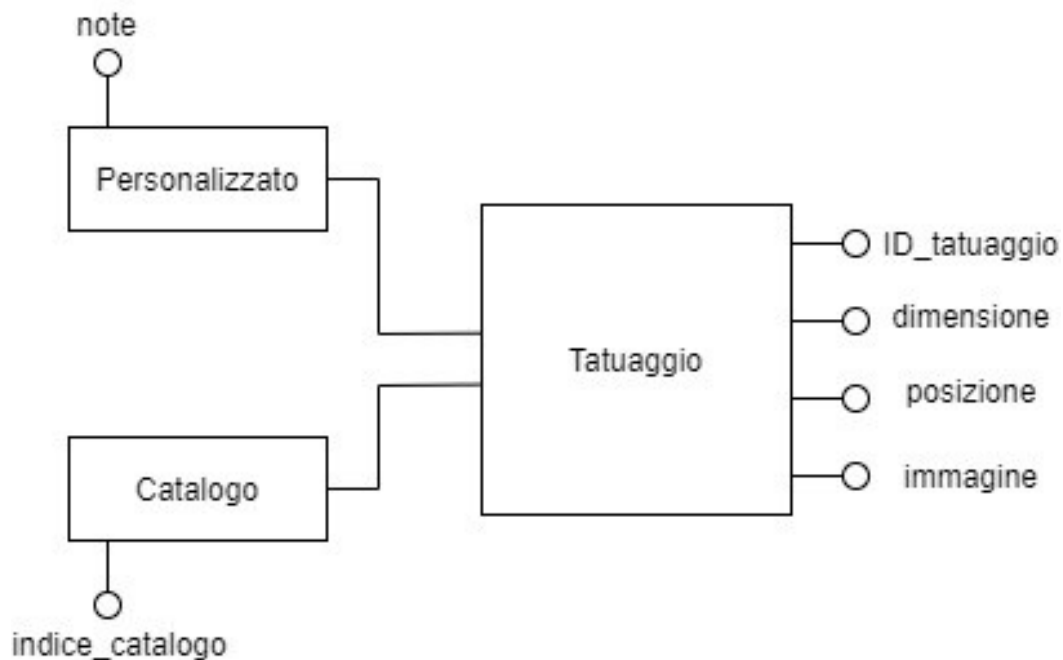 note
Personalizzato
ID_tatuaggio
dimensione
Tatuaggio
posizione
immagine
Catalogo
indice_catalogo